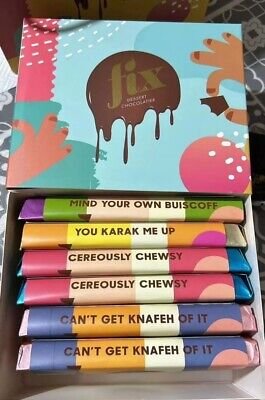 fix
DESSERT
CHOCOLATIER
MIND YOUR OWN BUISCOFF
YOU KARAK ME UP
CEREOUSLY CHEWSY
CEREOUSLY CHEWSY
CAN'T GET KNAFEH OF IT
CAN'T GET KNAFEH OF IT